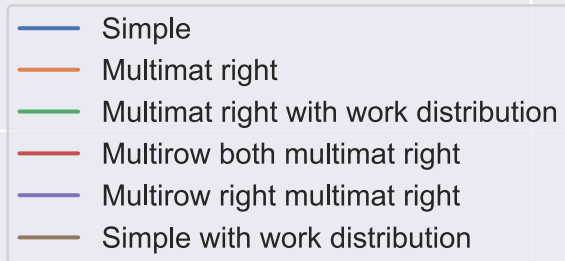 Simple
Multimat right
Multimat right with work distribution
Multirow both multimat right
Multirow right multimat right
Simple with work distribution